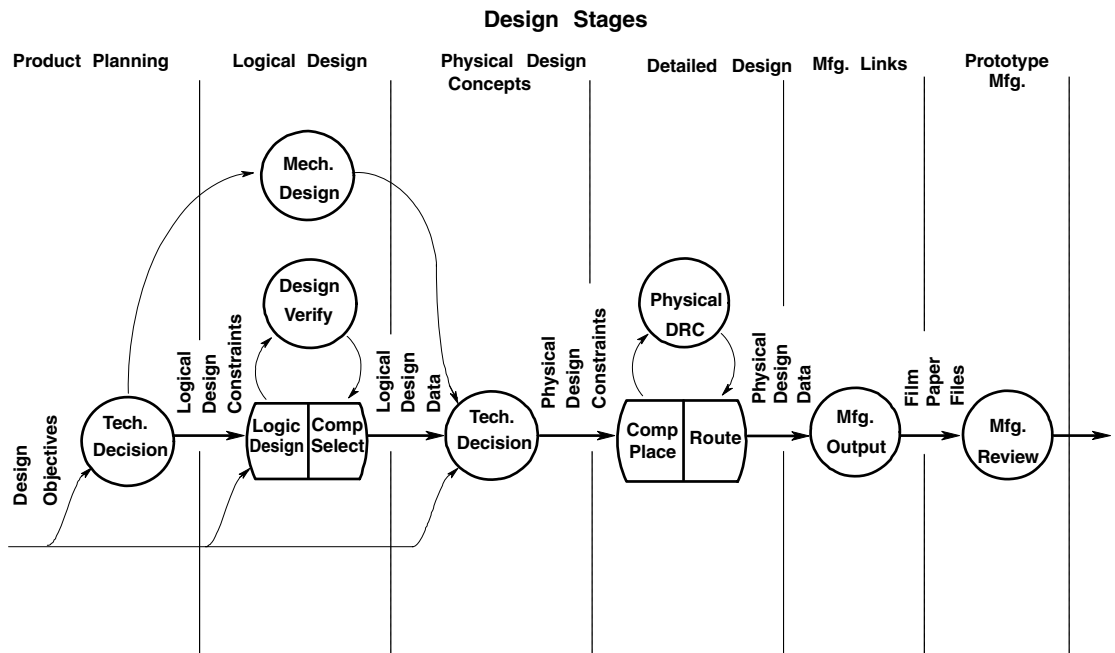 Design Stages
Product Planning
Logical Design
Physical Design
Concepts
Detailed Design
Mfg. Links
Prototype
Mfg.
Mech.
Design
Design
Verify
Physical
DRC
Design
Objectives
Tech.
Decision
Logical
Design
Constraints
Logic
Design
Comp
Select
Logical
Design
Data
Tech.
Decision
Physical
Design
Constraints
Comp
Place
Route
Physical
Design
Data
Mfg.
Output
Film
Paper
Files
Mfg.
Review